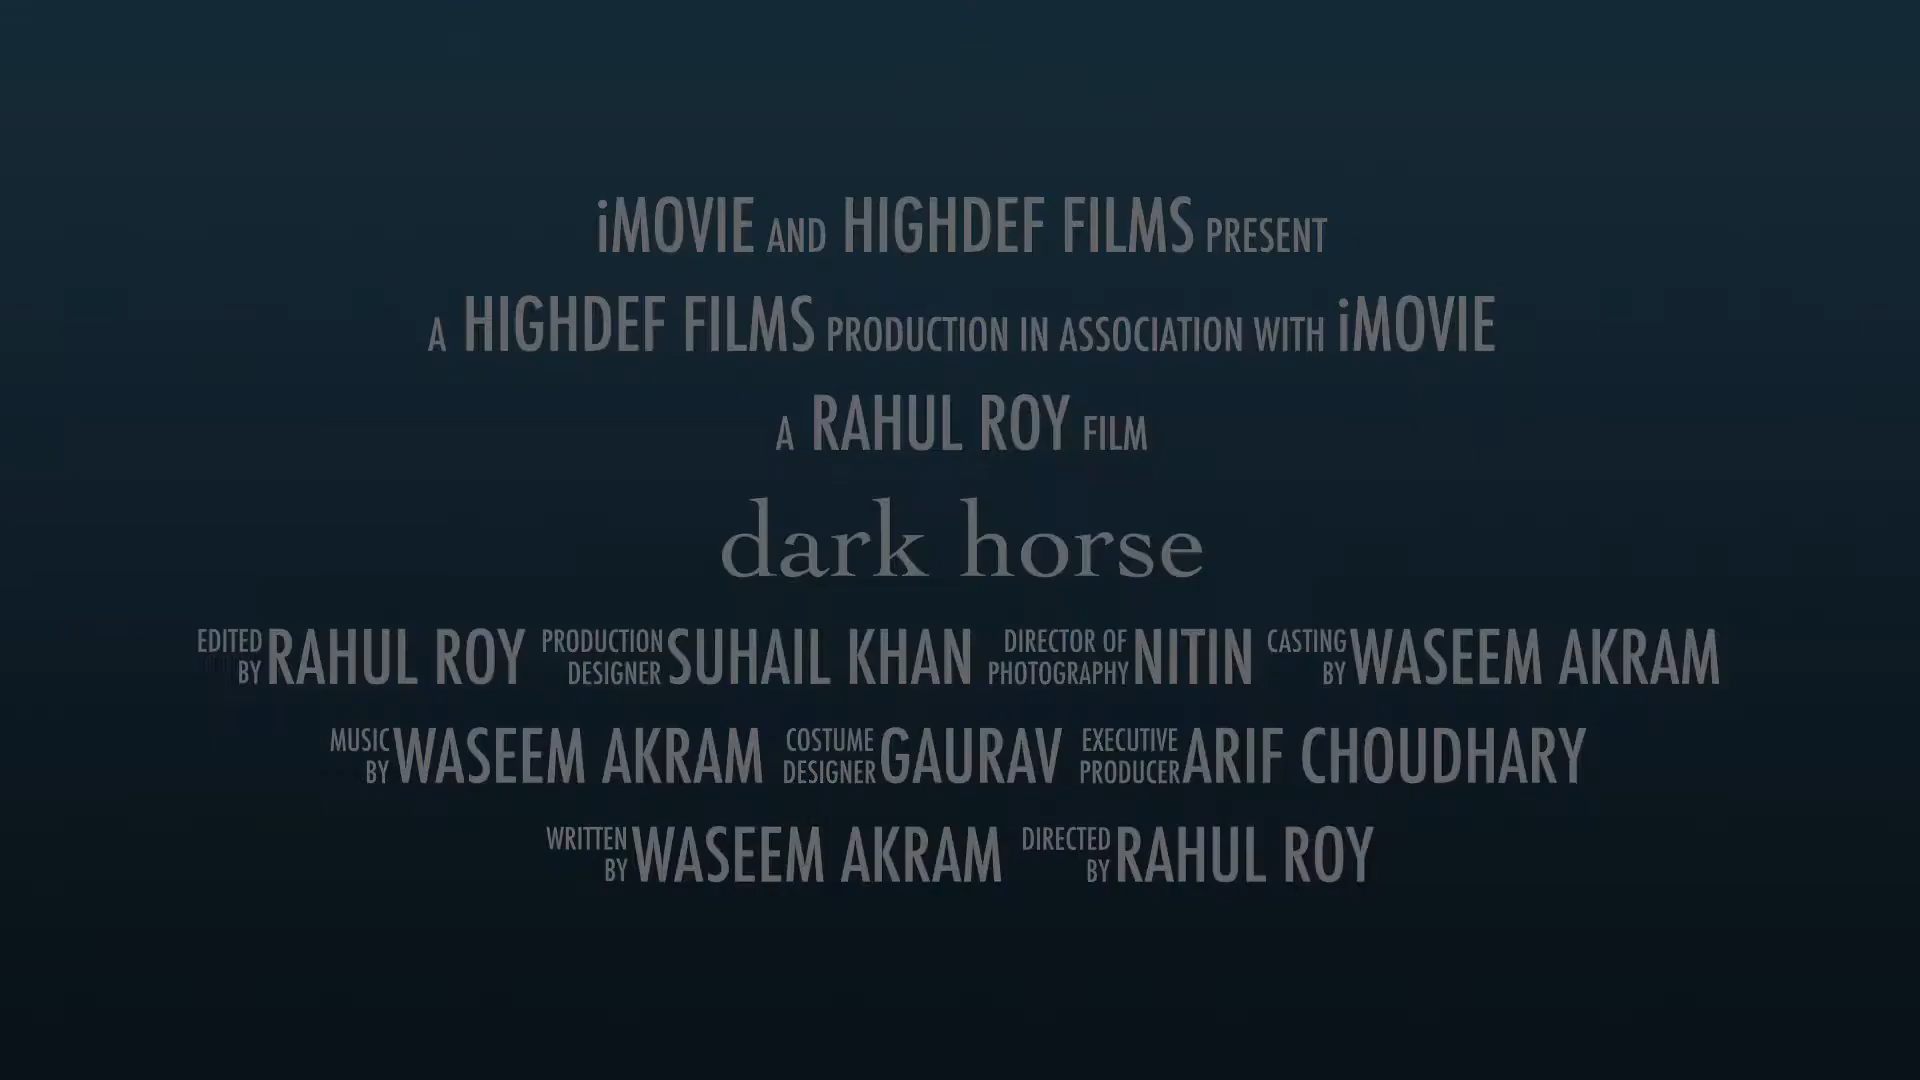 iMOVIE AND HIGHDEF FILMS PRESENT
A HIGHDEF FILMS PRODUCTION IN ASSOCIATION WITH iMOVIE
A RAHUL ROY FILM
dark horse
EDITED BY RAHUL ROY PRODUCTION DESIGNER SUHAIL KHAN DIRECTOR OF PHOTOGRAPHY NITIN CASTING BY WASEEM AKRAM
MUSIC BY WASEEM AKRAM COSTUME DESIGNER GAURAV EXECUTIVE PRODUCER ARIF CHOUDHARY
WRITTEN BY WASEEM AKRAM DIRECTED BY RAHUL ROY